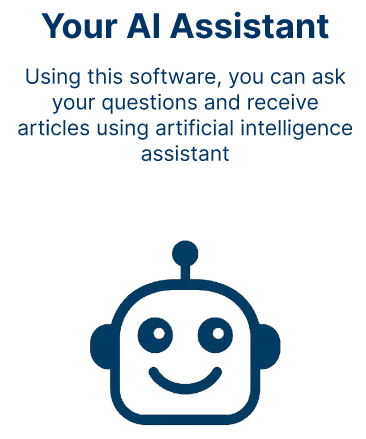 Your AI Assistant
Using this software, you can ask
your questions and receive
articles using artificial intelligence
assistant